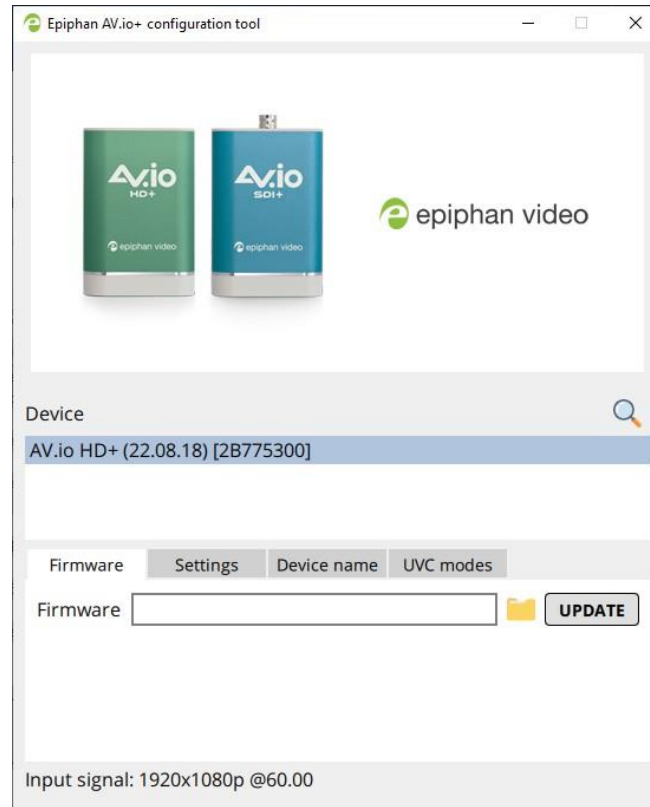 Epiphan AV.io+ configuration tool
AV.io
HD+
epiphan video
AV.io
SDI+
epiphan video
epiphan video
Device
AV.io HD+ (22.08.18) [2B775300]
Firmware Settings Device name UVC modes
Firmware UPDATE
Input signal: 1920x1080p @60.00